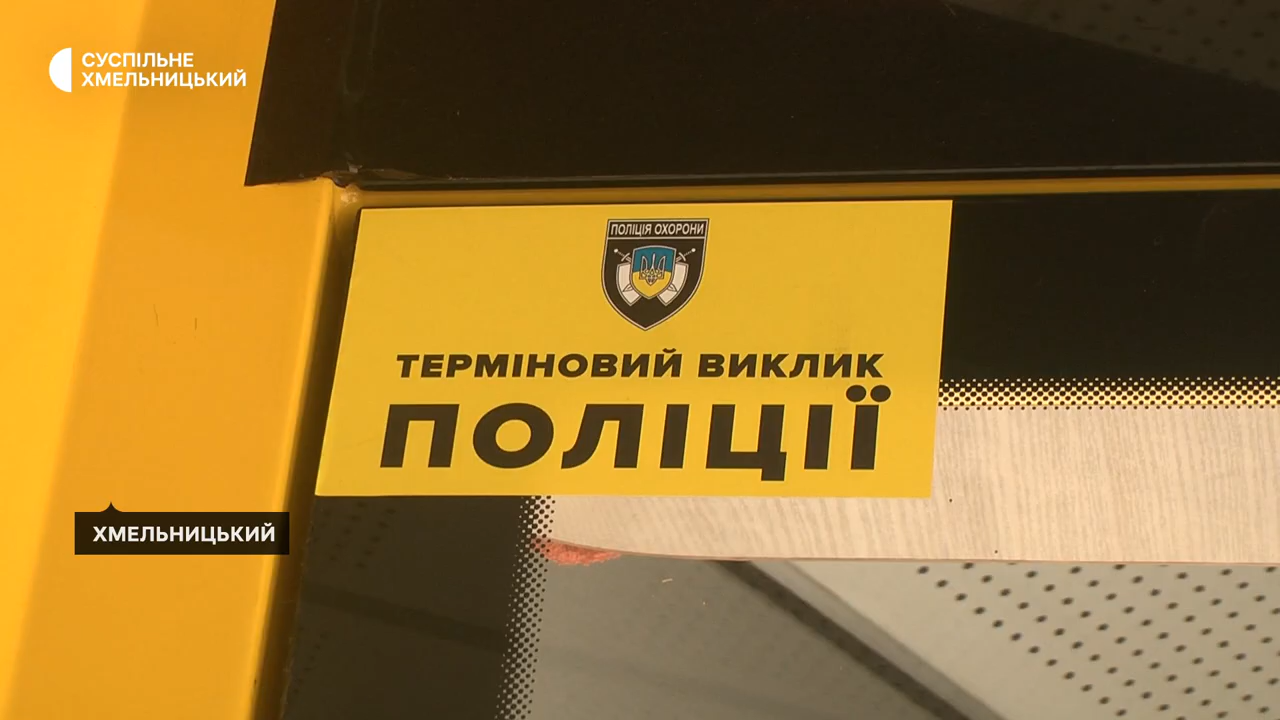 СУСПІЛЬНЕ
ХМЕЛЬНИЦЬКИЙ
ПОЛІЦІЯ ОХОРОНИ
ТЕРМІНОВИЙ ВИКЛИК
ПОЛІЦІЇ
ХМЕЛЬНИЦЬКИЙ